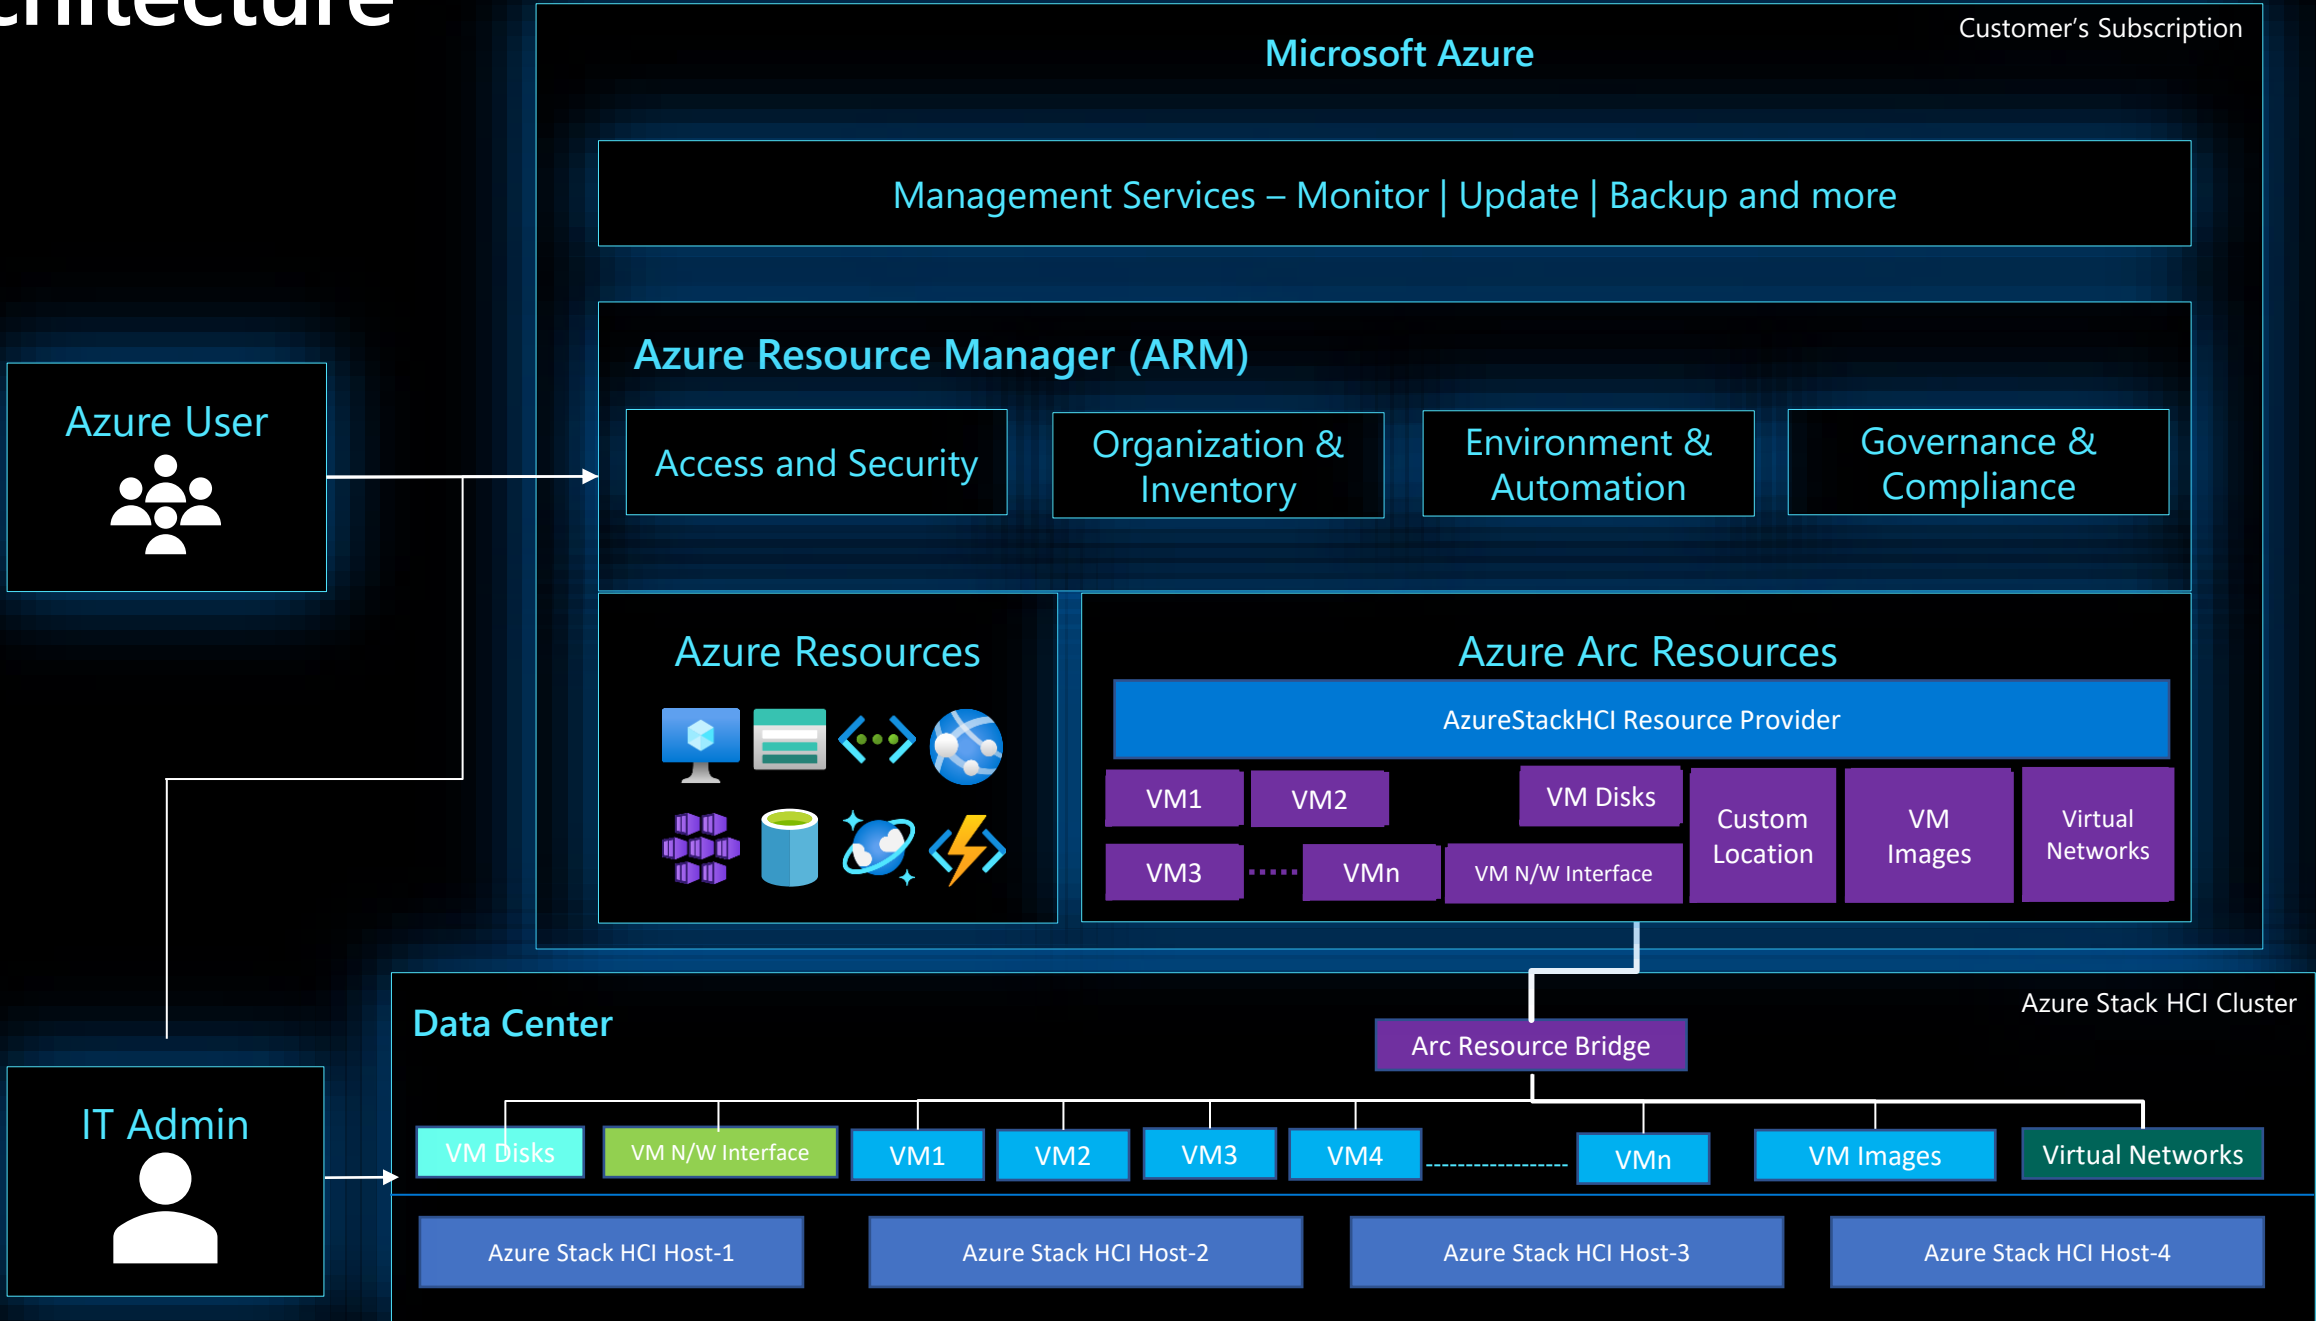 Customer's Subscription
Microsoft Azure
Management Services – Monitor | Update | Backup and more
Azure Resource Manager (ARM)
Access and Security
Organization &
Inventory
Environment &
Automation
Governance &
Compliance
Azure User
Azure Resources
Azure Arc Resources
AzureStackHCI Resource Provider
VM1
VM2
VM Disks
Custom
Location
VM
Images
Virtual
Networks
VM3
VMn
VM N/W Interface
Data Center
Azure Stack HCI Cluster
Arc Resource Bridge
IT Admin
VM Disks
VM N/W Interface
VM1
VM2
VM3
VM4
VMn
VM Images
Virtual Networks
Azure Stack HCI Host-1
Azure Stack HCI Host-2
Azure Stack HCI Host-3
Azure Stack HCI Host-4